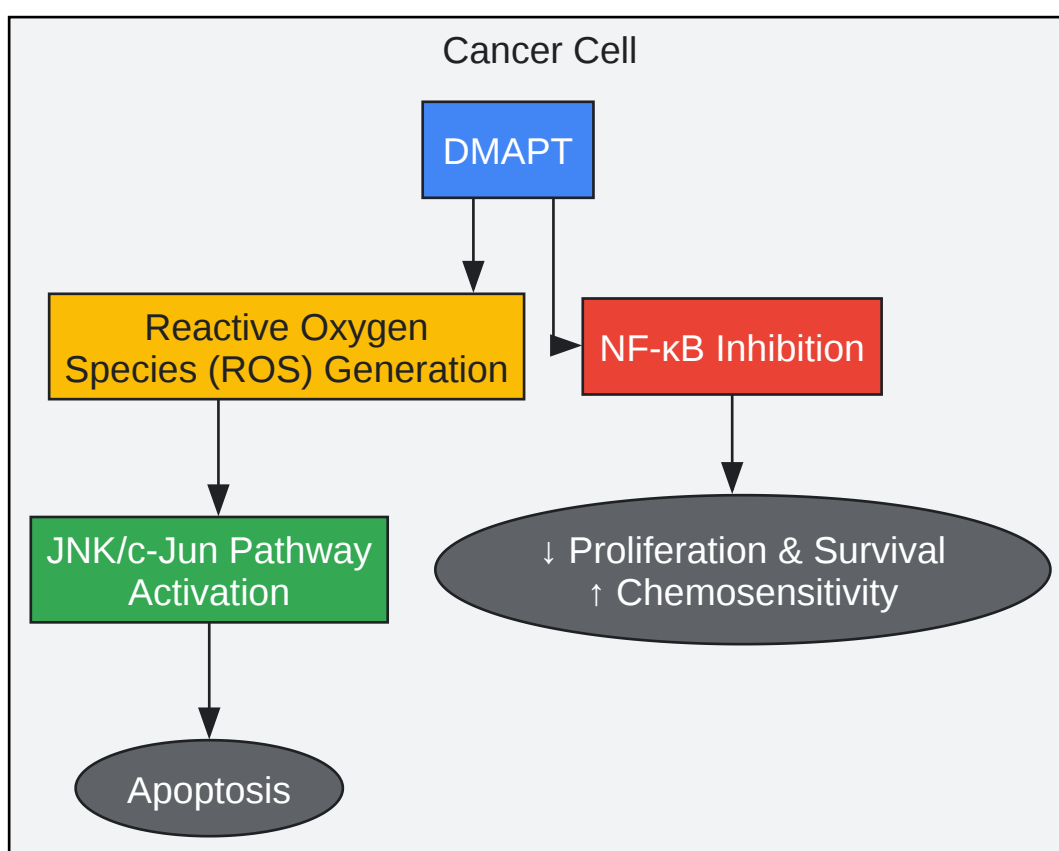 Cancer Cell
DMAPT
Reactive Oxygen
Species (ROS) Generation
NF-κB Inhibition
JNK/c-Jun Pathway
Activation
↓ Proliferation & Survival
↑ Chemosensitivity
Apoptosis